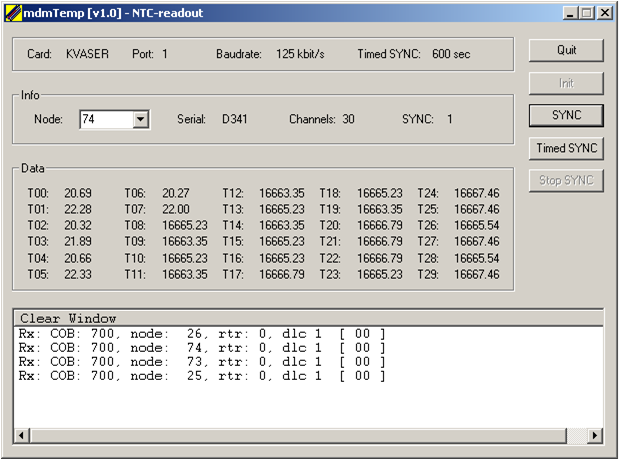 mdmTemp [v1.0] - NTC-readout
Card: KVASER Port: 1 Baudrate: 125 kbit/s Timed SYNC: 600 sec
Quit
Init
Info
Node: 74 Serial: D341 Channels: 30 SYNC: 1
SYNC
Timed SYNC
Stop SYNC
Data
T00: 20.69 T06: 20.27 T12: 16663.35 T18: 16665.23 T24: 16667.46
T01: 22.28 T07: 22.00 T13: 16665.23 T19: 16663.35 T25: 16667.46
T02: 20.32 T08: 16665.23 T14: 16663.35 T20: 16666.79 T26: 16665.54
T03: 21.89 T09: 16663.35 T15: 16665.23 T21: 16666.79 T27: 16667.46
T04: 20.66 T10: 16665.23 T16: 16665.23 T22: 16666.79 T28: 16665.54
T05: 22.33 T11: 16663.35 T17: 16666.79 T23: 16665.23 T29: 16667.46
Clear Window
Rx: COB: 700, node: 26, rtr: 0, dlc 1 [ 00 ]
Rx: COB: 700, node: 74, rtr: 0, dlc 1 [ 00 ]
Rx: COB: 700, node: 73, rtr: 0, dlc 1 [ 00 ]
Rx: COB: 700, node: 25, rtr: 0, dlc 1 [ 00 ]